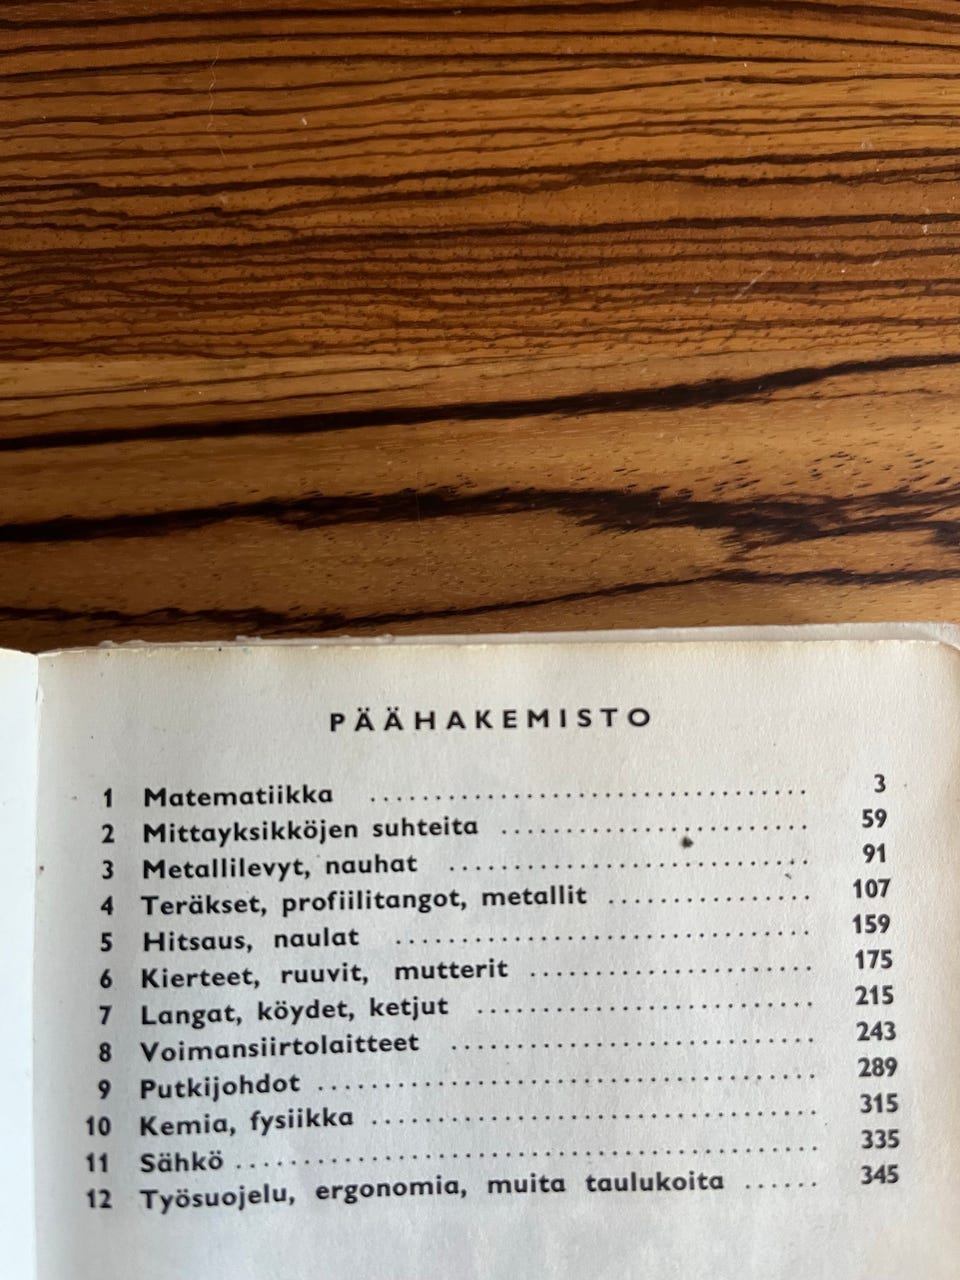 PÄÄHAKEMISTO
1 Matematiikka .................................. 3
2 Mittayksikköjen suhteita ........................ 59
3 Metallilevyt, nauhat ............................ 91
4 Teräkset, profiilitangot, metallit ................ 107
5 Hitsaus, naulat ................................ 159
6 Kierteet, ruuvit, mutterit ...................... 175
7 Langat, köydet, ketjut .......................... 215
8 Voimansiirtolaitteet ............................ 243
9 Putkijohdot ...................................... 289
10 Kemia, fysiikka .................................. 315
11 Sähkö ............................................ 335
12 Työsuojelu, ergonomia, muita taulukoita ...... 345